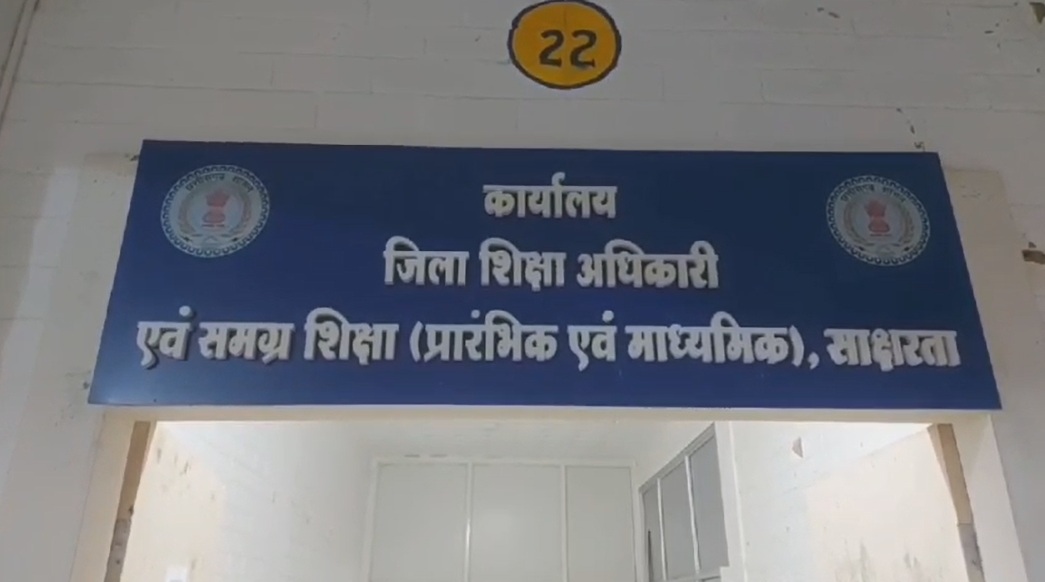 22
कार्यालय
जिला शिक्षा अधिकारी
एवं समग्र शिक्षा (प्रारंभिक एवं माध्यमिक), साक्षरता